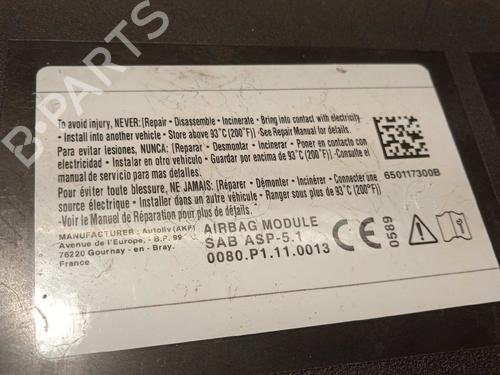 B-PARTS
To avoid injury, NEVER: [Repair - Disassemble - Incinerate - Bring into contact with electricity
- Install into another vehicle - Store above 93°C (200°F)] -See Repair Manual for details.
Para evitar lesiones, NUNCA: [Reparar - Desmontar - Incinerar - Poner en contacto con
electricidad - Instalar en otro vehículo - Guardar por encima de 93°C (200°F)] -Consulte el
manual de servicio para mas detalles.
Pour éviter toute blessure, NE JAMAIS: [Réparer - Démonter - Incinérer - Connecter à une
source électrique - Installer dans un autre vehicule - Ranger sous plus de 93°C (200°F)]
-Voir le Manuel de Réparation pour plus de détails.
650117300B
MANUFACTURER: Autoliv (AKP)
Avenue de l'Europe, - B.P. 99
76220 Gournay - en - Bray.
France
AIRBAG MODULE
SAB ASP-5.1
0080.P1.11.0013
CE
0589